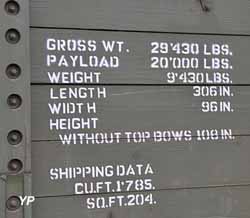 GROSS WT. 29'430 LBS.
PAYLOAD 20'000 LBS.
WEIGHT 9'430 LBS.
LENGTH 306 IN.
WIDTH 96 IN.
HEIGHT
WITHOUT TOP BOWS 108 IN.
SHIPPING DATA
CU.FT. 1'785.
SQ.FT. 204.
YP